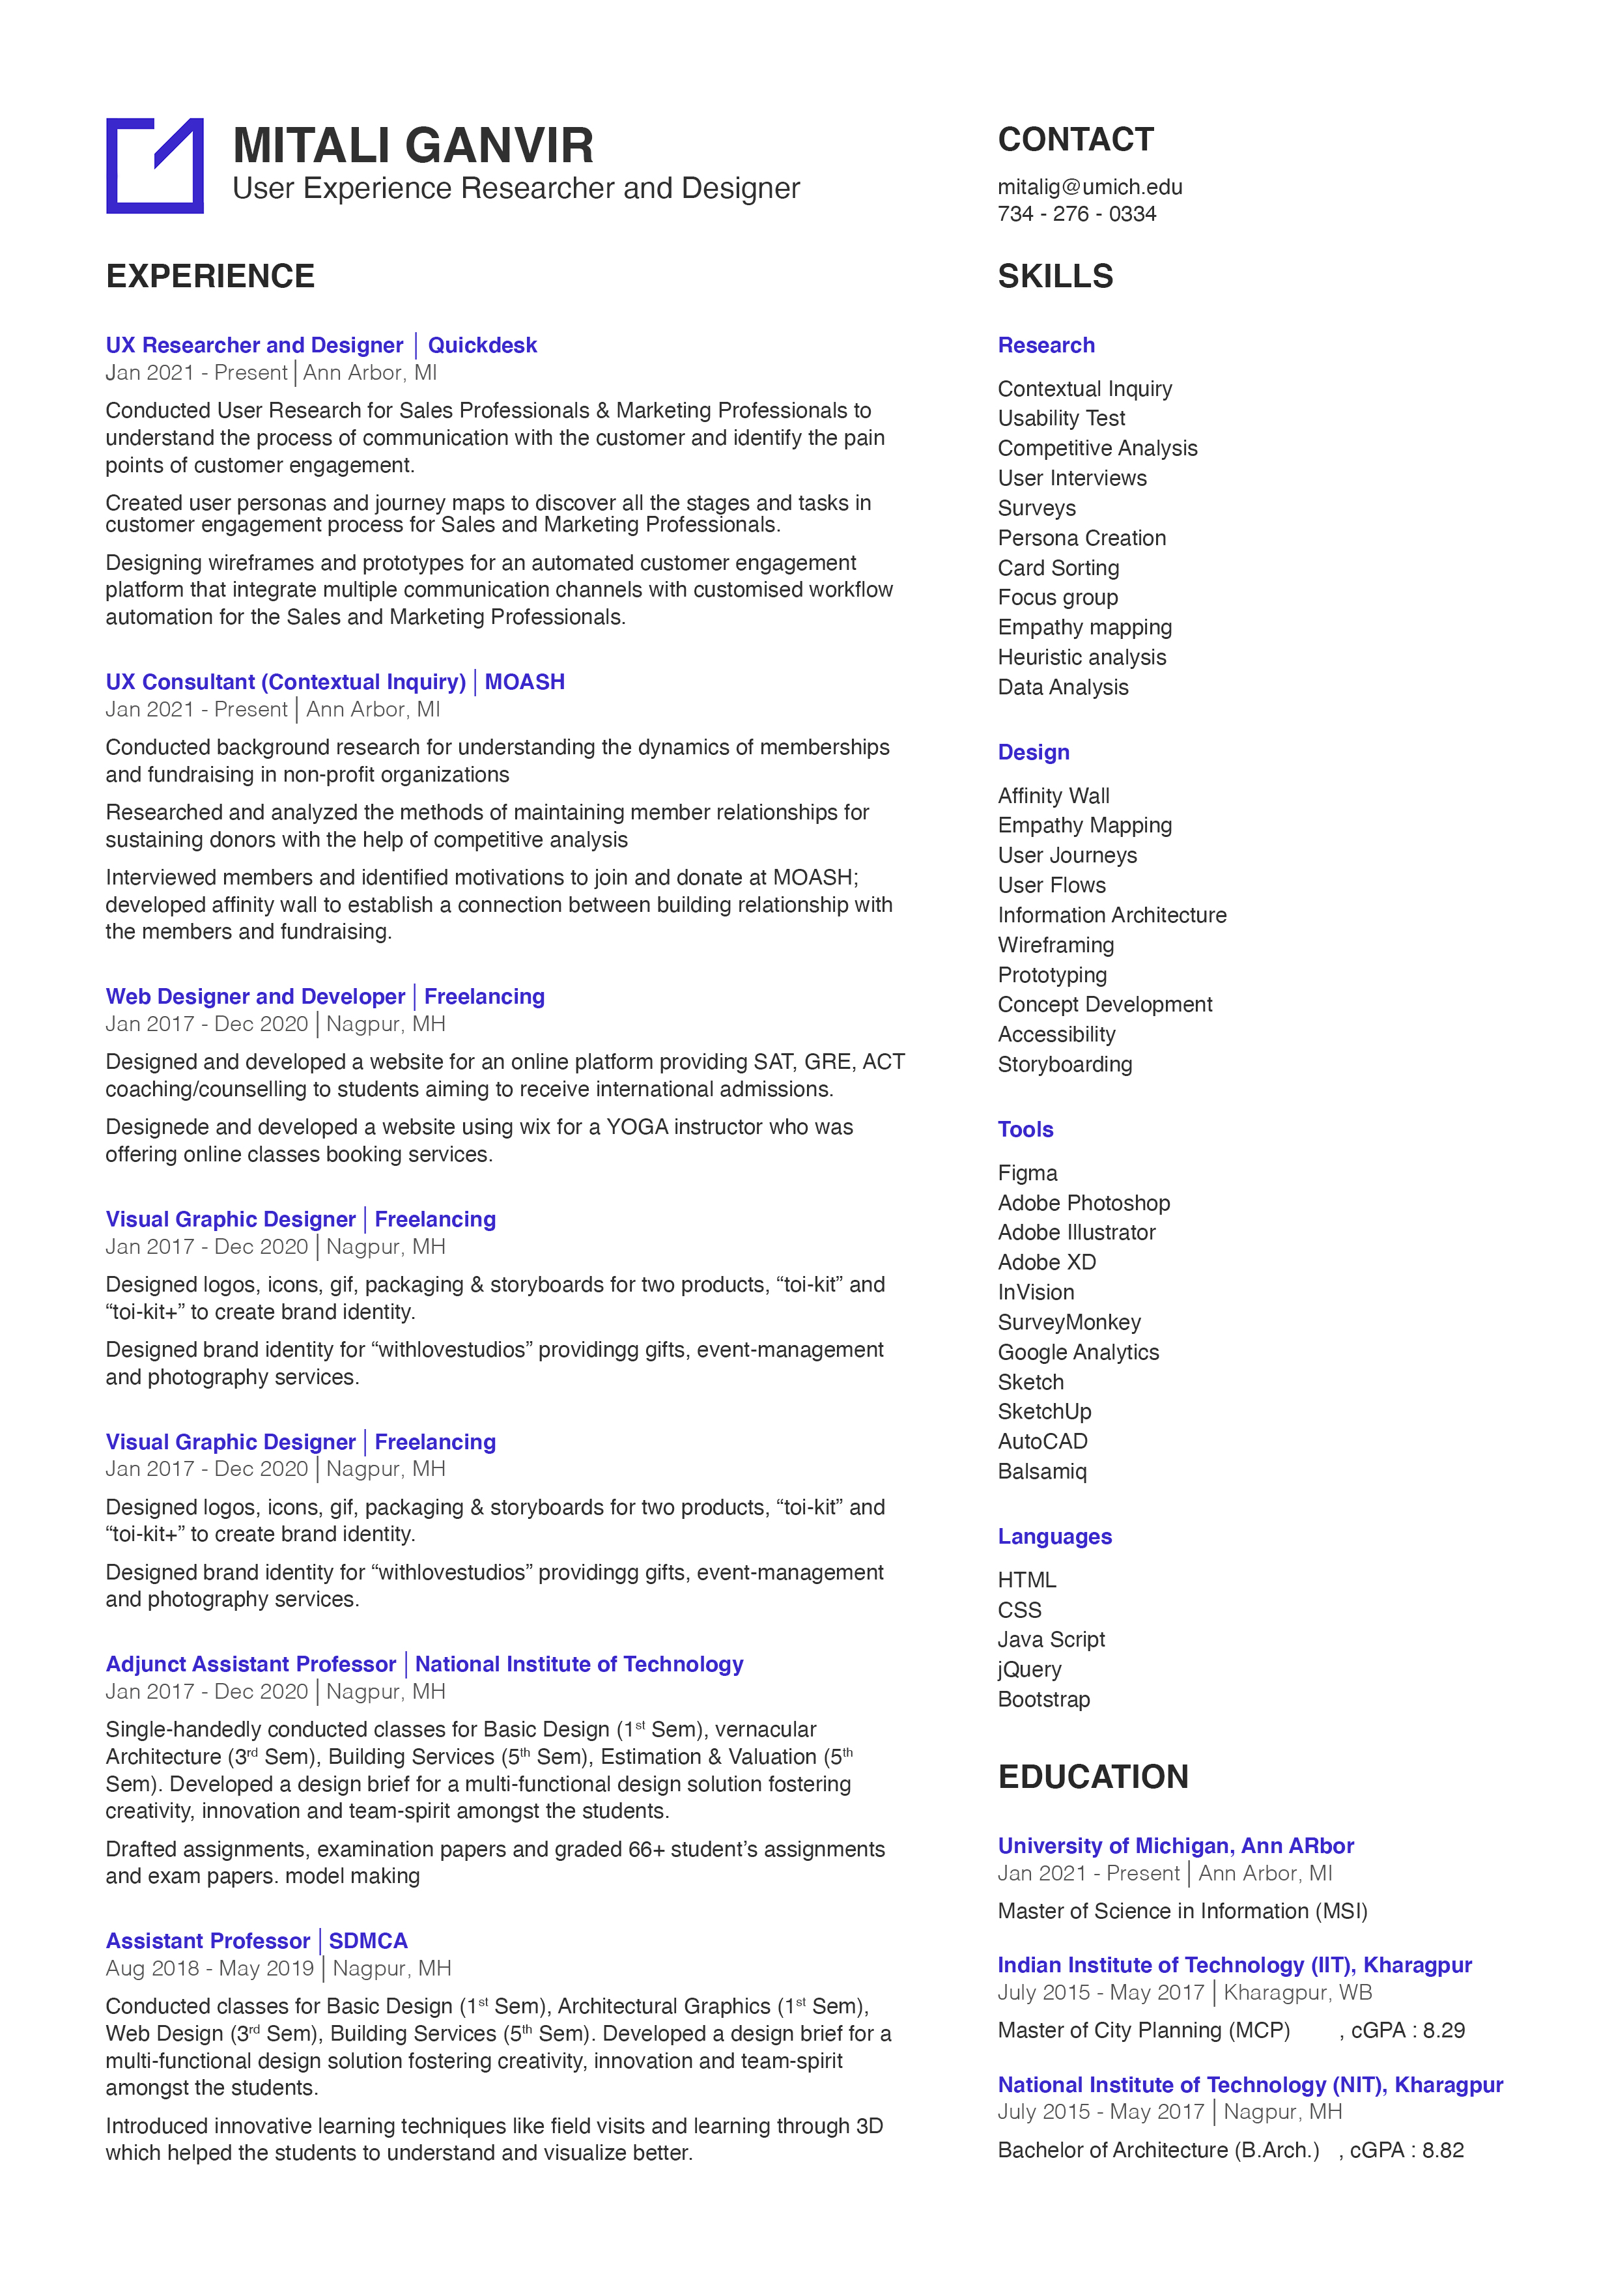 MITALI GANVIR
User Experience Researcher and Designer
EXPERIENCE
UX Researcher and Designer | Quickdesk
Jan 2021 - Present | Ann Arbor, MI
Conducted User Research for Sales Professionals & Marketing Professionals to
understand the process of communication with the customer and identify the pain
points of customer engagement.
Created user personas and journey maps to discover all the stages and tasks in
customer engagement process for Sales and Marketing Professionals.
Designing wireframes and prototypes for an automated customer engagement
platform that integrate multiple communication channels with customised workflow
automation for the Sales and Marketing Professionals.
UX Consultant (Contextual Inquiry) | MOASH
Jan 2021 - Present | Ann Arbor, MI
Conducted background research for understanding the dynamics of memberships
and fundraising in non-profit organizations
Researched and analyzed the methods of maintaining member relationships for
sustaining donors with the help of competitive analysis
Interviewed members and identified motivations to join and donate at MOASH;
developed affinity wall to establish a connection between building relationship with
the members and fundraising.
Web Designer and Developer | Freelancing
Jan 2017 - Dec 2020 | Nagpur, MH
Designed and developed a website for an online platform providing SAT, GRE, ACT
coaching/counselling to students aiming to receive international admissions.
Designede and developed a website using wix for a YOGA instructor who was
offering online classes booking services.
Visual Graphic Designer | Freelancing
Jan 2017 - Dec 2020 | Nagpur, MH
Designed logos, icons, gif, packaging & storyboards for two products, “toi-kit” and
“toi-kit+” to create brand identity.
Designed brand identity for “withlovestudios” providingg gifts, event-management
and photography services.
Visual Graphic Designer | Freelancing
Jan 2017 - Dec 2020 | Nagpur, MH
Designed logos, icons, gif, packaging & storyboards for two products, “toi-kit” and
“toi-kit+” to create brand identity.
Designed brand identity for “withlovestudios” providingg gifts, event-management
and photography services.
Adjunct Assistant Professor | National Institute of Technology
Jan 2017 - Dec 2020 | Nagpur, MH
Single-handedly conducted classes for Basic Design (1st Sem), vernacular
Architecture (3rd Sem), Building Services (5th Sem), Estimation & Valuation (5th
Sem). Developed a design brief for a multi-functional design solution fostering
creativity, innovation and team-spirit amongst the students.
Drafted assignments, examination papers and graded 66+ student’s assignments
and exam papers. model making
Assistant Professor | SDMCA
Aug 2018 - May 2019 | Nagpur, MH
Conducted classes for Basic Design (1st Sem), Architectural Graphics (1st Sem),
Web Design (3rd Sem), Building Services (5th Sem). Developed a design brief for a
multi-functional design solution fostering creativity, innovation and team-spirit
amongst the students.
Introduced innovative learning techniques like field visits and learning through 3D
which helped the students to understand and visualize better.
CONTACT
mitalig@umich.edu
734 - 276 - 0334
SKILLS
Research
Contextual Inquiry
Usability Test
Competitive Analysis
User Interviews
Surveys
Persona Creation
Card Sorting
Focus group
Empathy mapping
Heuristic analysis
Data Analysis
Design
Affinity Wall
Empathy Mapping
User Journeys
User Flows
Information Architecture
Wireframing
Prototyping
Concept Development
Accessibility
Storyboarding
Tools
Figma
Adobe Photoshop
Adobe Illustrator
Adobe XD
InVision
SurveyMonkey
Google Analytics
Sketch
SketchUp
AutoCAD
Balsamiq
Languages
HTML
CSS
Java Script
jQuery
Bootstrap
EDUCATION
University of Michigan, Ann ARbor
Jan 2021 - Present | Ann Arbor, MI
Master of Science in Information (MSI)
Indian Institute of Technology (IIT), Kharagpur
July 2015 - May 2017 | Kharagpur, WB
Master of City Planning (MCP) , cGPA : 8.29
National Institute of Technology (NIT), Kharagpur
July 2015 - May 2017 | Nagpur, MH
Bachelor of Architecture (B.Arch.) , cGPA : 8.82